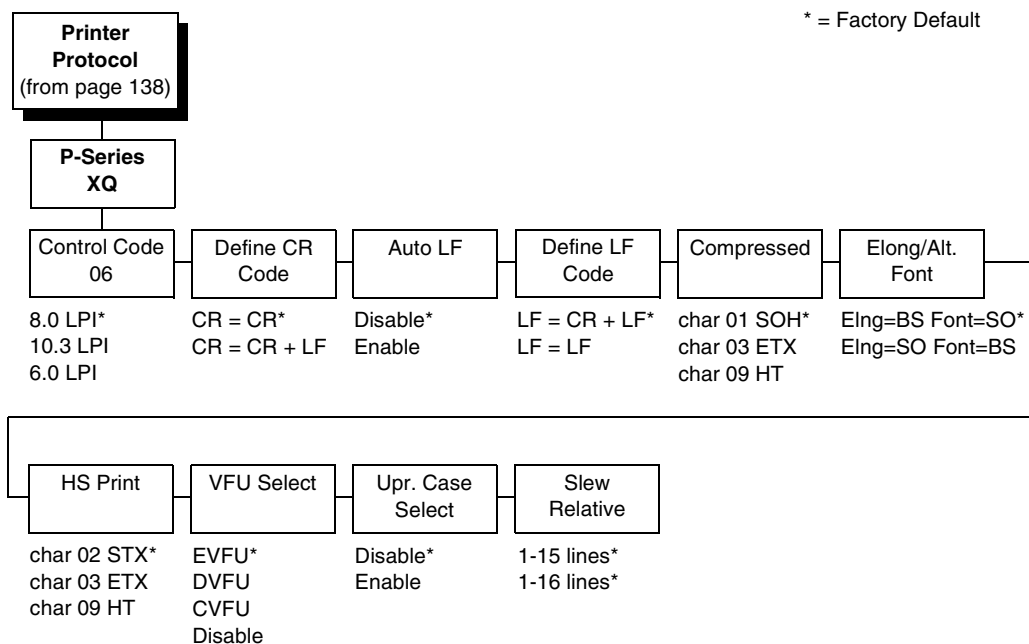 * = Factory Default
Printer
Protocol
(from page 138)
P-Series
XQ
Control Code
06
8.0 LPI*
10.3 LPI
6.0 LPI
Define CR
Code
CR = CR*
CR = CR + LF
Auto LF
Disable*
Enable
Define LF
Code
LF = CR + LF*
LF = LF
Compressed
char 01 SOH*
char 03 ETX
char 09 HT
Elong/Alt.
Font
Elng=BS Font=SO*
Elng=SO Font=BS
HS Print
char 02 STX*
char 03 ETX
char 09 HT
VFU Select
EVFU*
DVFU
CVFU
Disable
Upr. Case
Select
Disable*
Enable
Slew
Relative
1-15 lines*
1-16 lines*